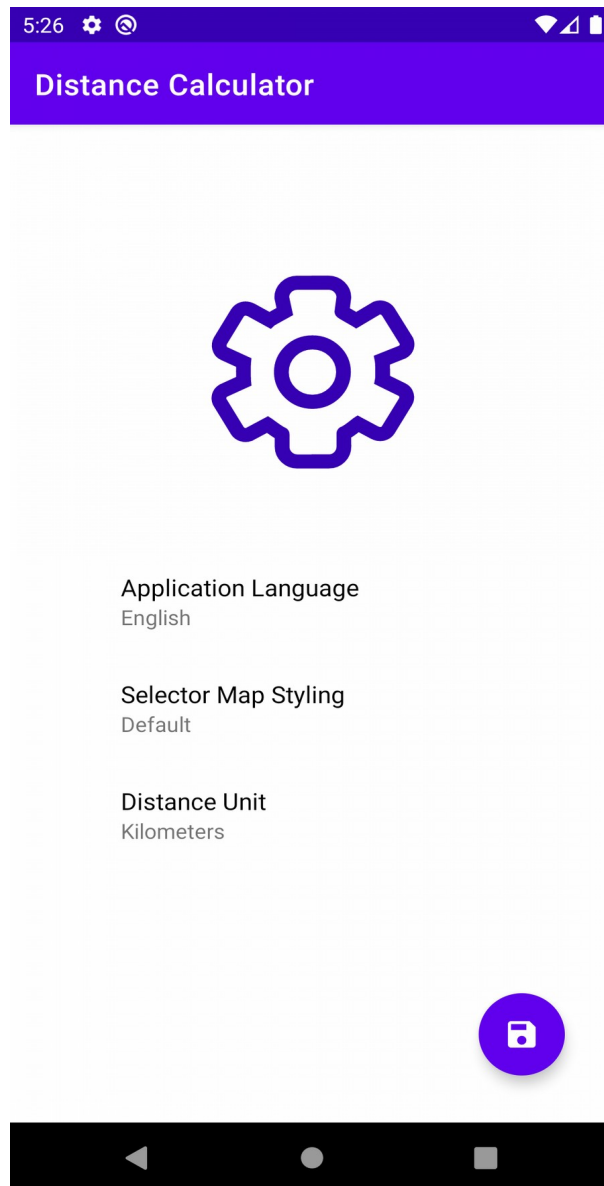 5:26
Distance Calculator
Application Language
English
Selector Map Styling
Default
Distance Unit
Kilometers